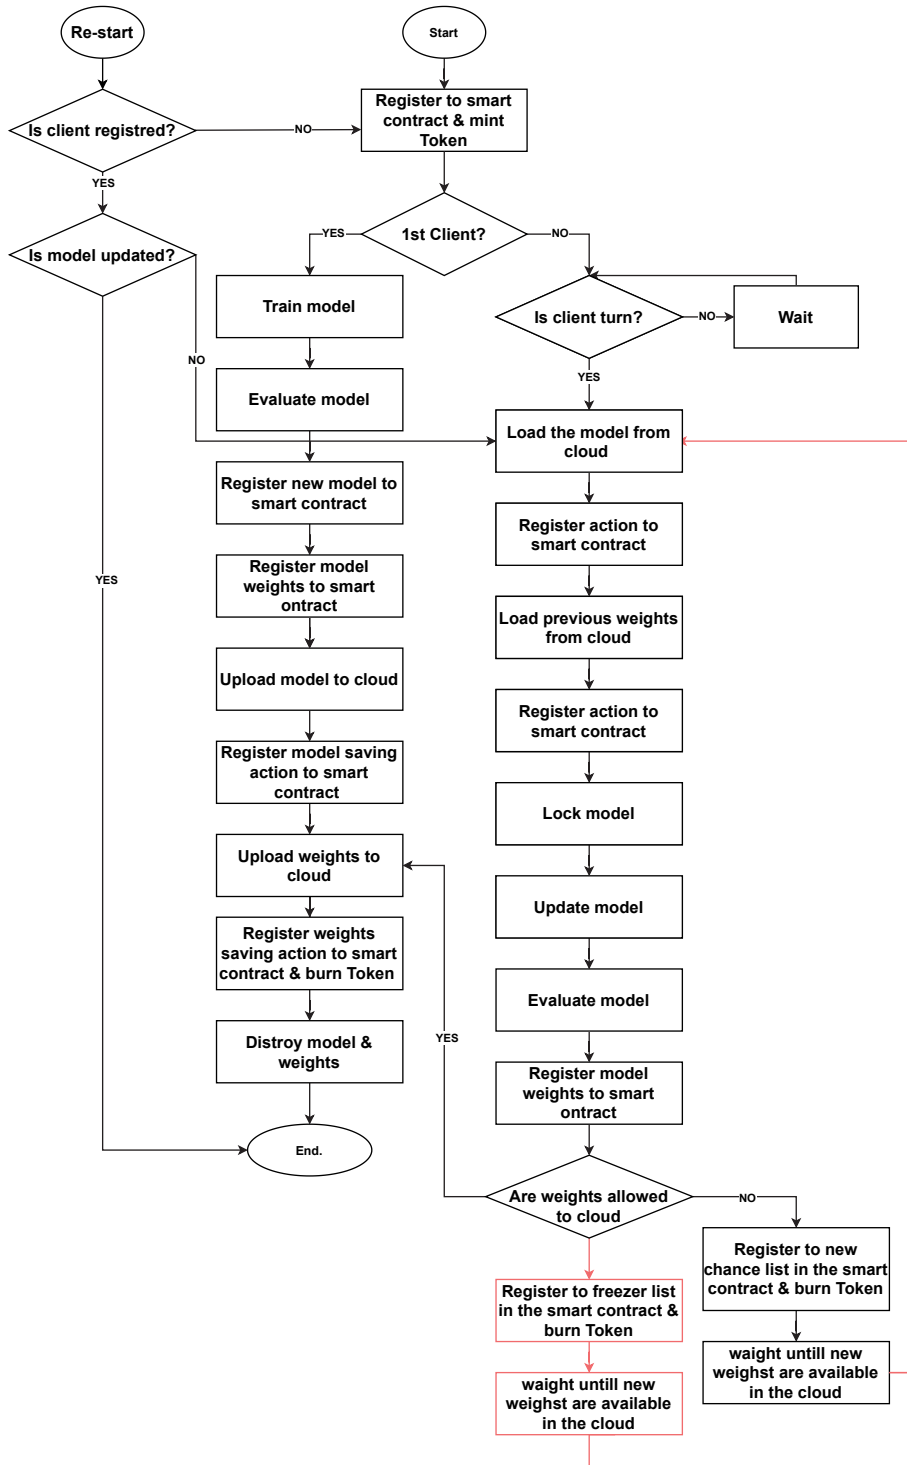 Re-start
Start
Is client registred?
NO
Register to smart
contract & mint
Token
YES
Is model updated?
YES
1st Client?
NO
Train model
Is client turn?
NO
Wait
NO
YES
Evaluate model
Load the model from
cloud
Register new model to
smart contract
Register action to
smart contract
YES
Register model
weights to smart
ontract
Load previous weights
from cloud
Upload model to cloud
Register action to
smart contract
Register model saving
action to smart
contract
Lock model
Upload weights to
cloud
Update model
Register weights
saving action to smart
contract & burn Token
Evaluate model
Distroy model &
weights
YES
Register model
weights to smart
ontract
End.
Are weights allowed
to cloud
NO
Register to new
chance list in the smart
contract & burn Token
Register to freezer list
in the smart contract &
burn Token
waight untill new
weighst are available
in the cloud
waight untill new
weighst are available
in the cloud